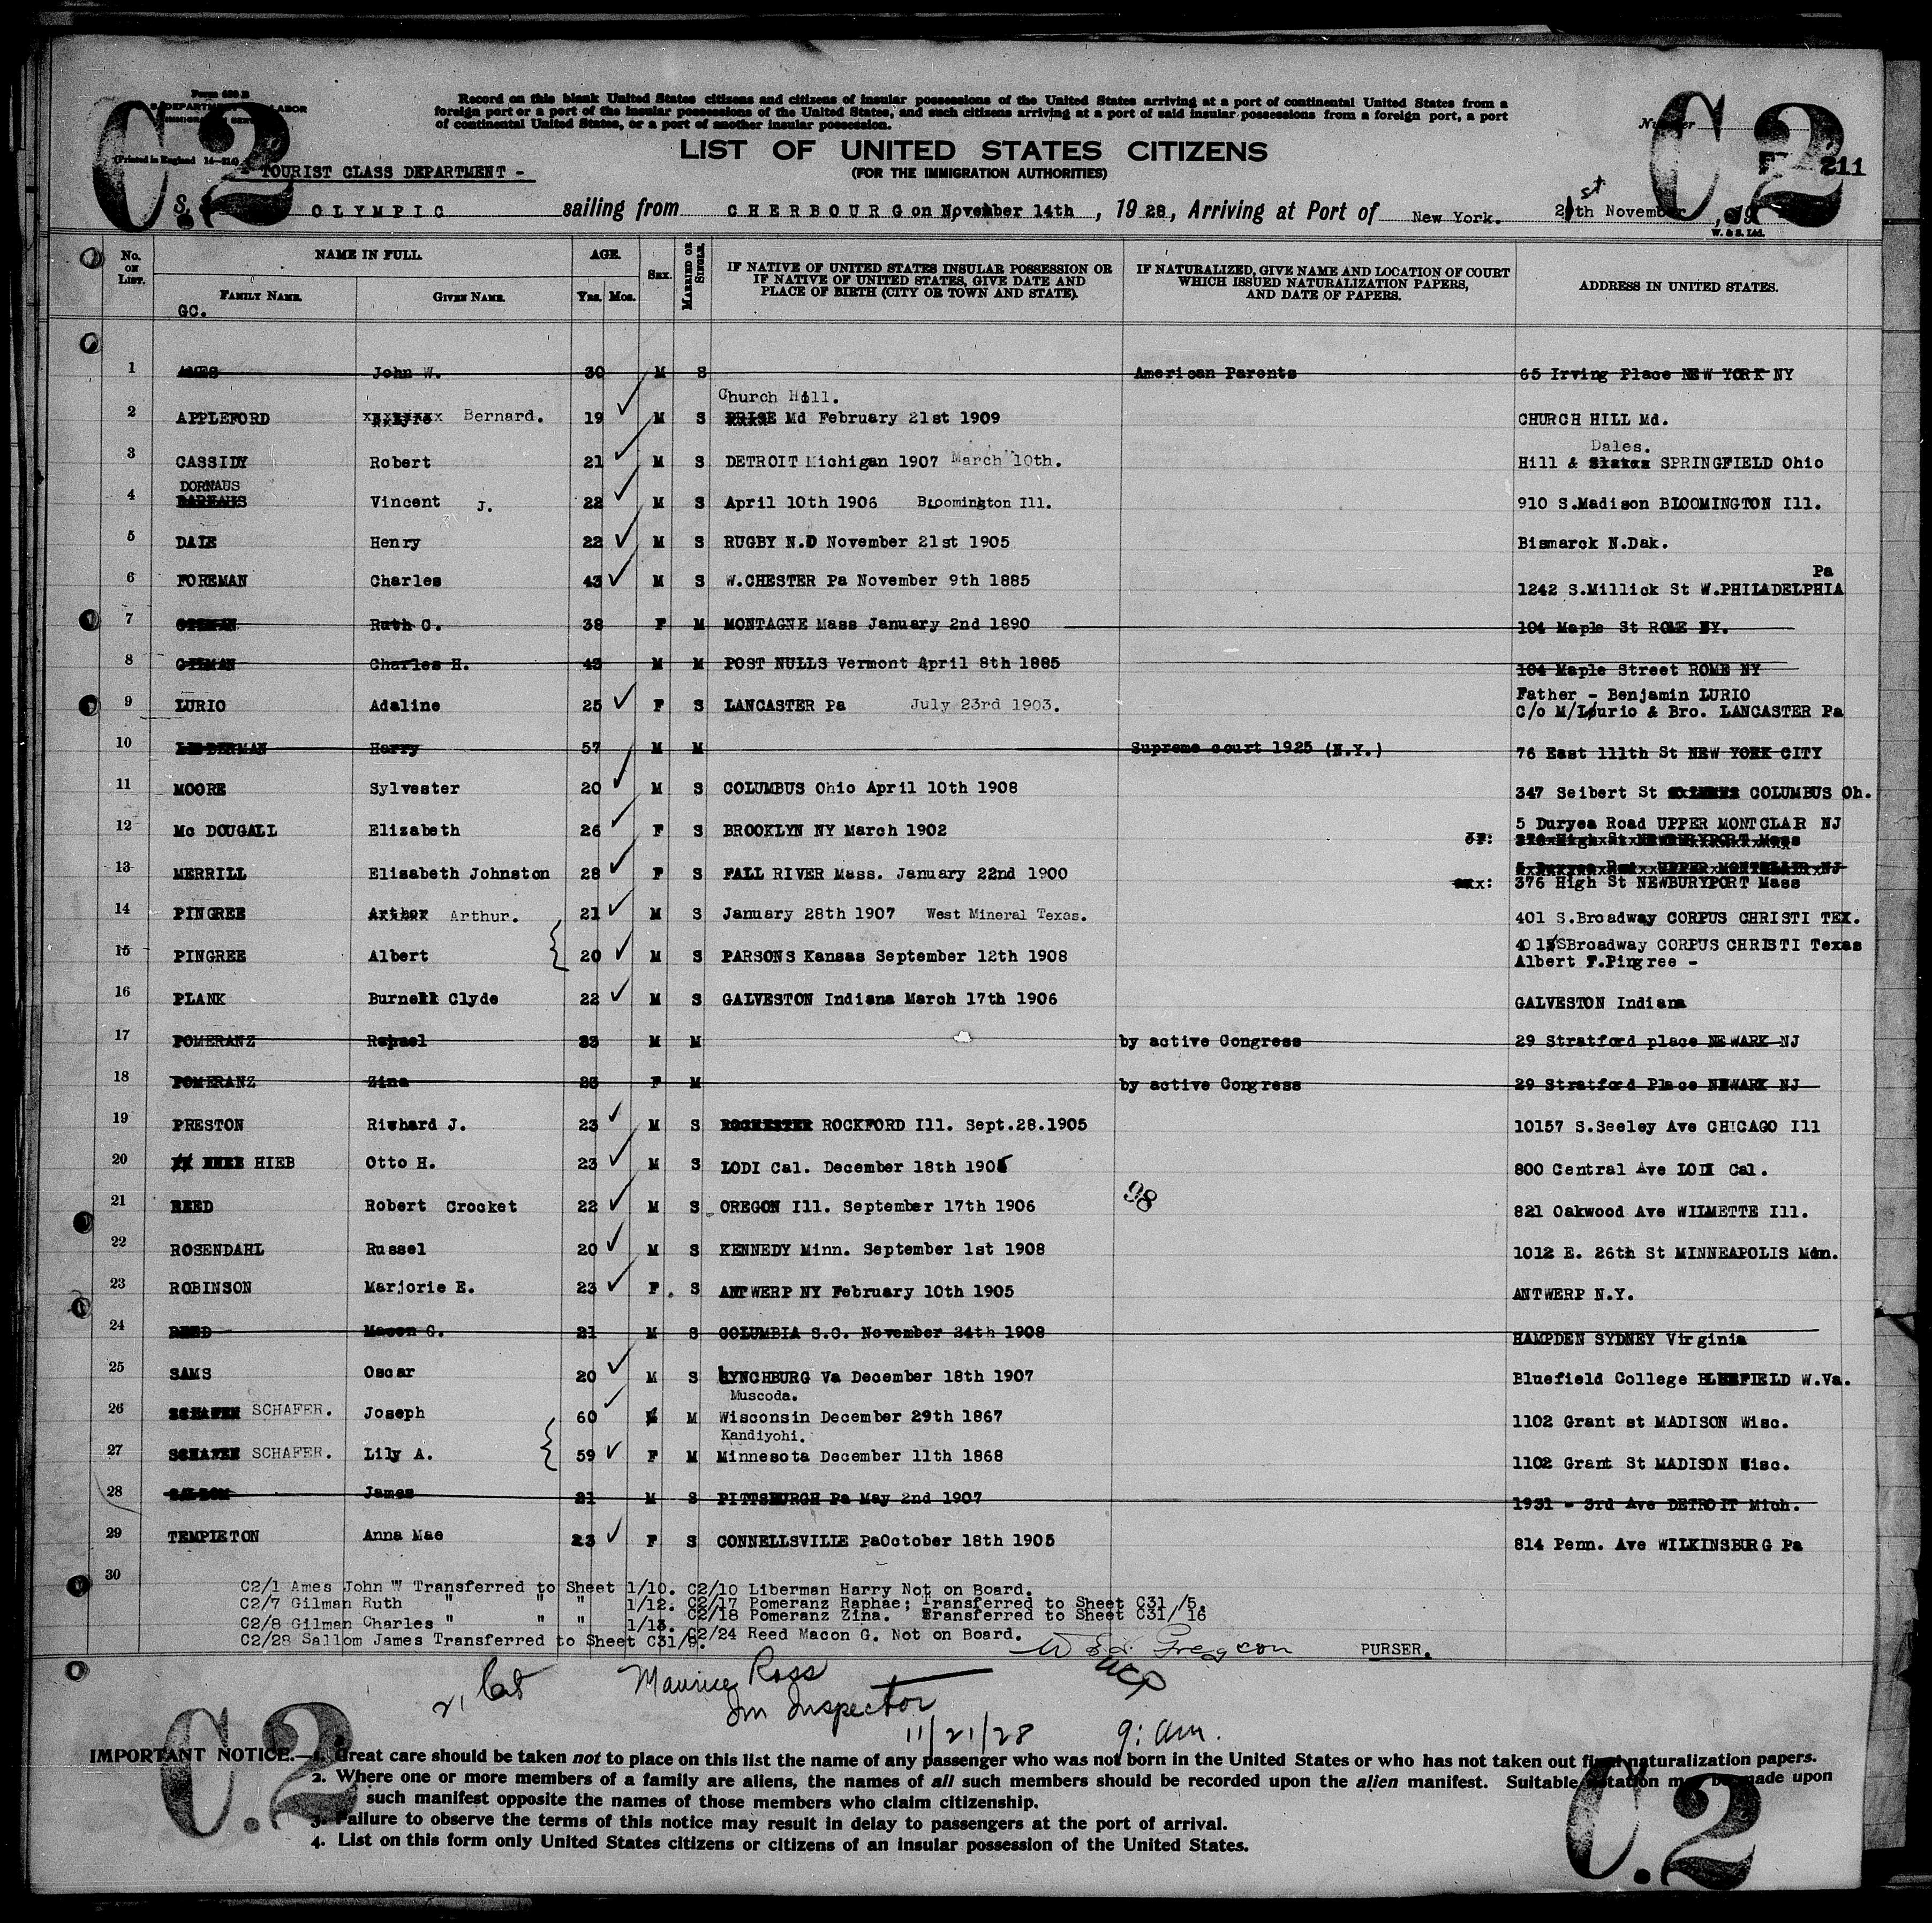 Form 630 B
C2
C2
(Printed in England 14—214)
Record on this blank United States citizens and citizens of insular possessions of the United States arriving at a port of continental United States from a
foreign port or a port of the insular possessions of the United States, and such citizens arriving at a port of said insular possessions from a foreign port, a port
of continental United States, or a port of another insular possession.
LIST OF UNITED STATES CITIZENS
(FOR THE IMMIGRATION AUTHORITIES)
TOURIST CLASS DEPARTMENT -
211
S. OLYMPIC sailing from CHERBOURG on November 14th, 1928, Arriving at Port of New York. 21st November, 19
W. & S. Ltd.
No. ON LIST. NAME IN FULL. AGE. SEX. MARRIED OR SINGLE. IF NATIVE OF UNITED STATES INSULAR POSSESSION OR IF NATIVE OF UNITED STATES, GIVE DATE AND PLACE OF BIRTH (CITY OR TOWN AND STATE). IF NATURALIZED, GIVE NAME AND LOCATION OF COURT WHICH ISSUED NATURALIZATION PAPERS, AND DATE OF PAPERS. ADDRESS IN UNITED STATES.
FAMILY NAME. GIVEN NAME. YRS. MOS.
GC.
1 AMES John W. 30 M S American Parents 65 Irving Place NEW YORK NY
Church Hill.
2 APPLEFORD Bernard. 19 M S Md February 21st 1909 CHURCH HILL Md.
Dales.
3 CASSIDY Robert 21 M S DETROIT Michigan 1907 March 10th. Hill & SPRINGFIELD Ohio
DORNAUS
4 Vincent J. 22 M S April 10th 1906 Bloomington Ill. 910 S.Madison BLOOMINGTON Ill.
5 DALE Henry 22 M S RUGBY N.D November 21st 1905 Bismarck N.Dak.
Pa
6 FOREMAN Charles 43 M S W.CHESTER Pa November 9th 1885 1242 S.Millick St W.PHILADELPHIA
7 GILMAN Ruth C. 38 F M MONTAGNE Mass January 2nd 1890 104 Maple St ROME NY.
8 GILMAN Charles H. 43 M M POST NULLS Vermont April 8th 1885 104 Maple Street ROME NY
9 LURIO Adaline 25 F S LANCASTER Pa July 23rd 1903. Father - Benjamin LURIO
C/o M/Lurio & Bro. LANCASTER Pa
10 Harry 57 M M Supreme court 1925 (N.Y.) 76 East 111th St NEW YORK CITY
11 MOORE Sylvester 20 M S COLUMBUS Ohio April 10th 1908 347 Seibert St COLUMBUS Oh.
12 Mc DOUGALL Elizabeth 26 F S BROOKLYN NY March 1902 5 Duryea Road UPPER MONTCLAR NJ
13 MERRILL Elisabeth Johnston 28 F S FALL RIVER Mass. January 22nd 1900 376 High St NEWBURYPORT Mass
14 PINGREE Arthur. 21 M S January 28th 1907 West Mineral Texas. 401 S.Broadway CORPUS CHRISTI TEX.
15 PINGREE Albert 20 M S PARSONS Kansas September 12th 1908 401 SBroadway CORPUS CHRISTI Texas
Albert F.Pingree -
16 PLANK Burnell Clyde 22 M S GALVESTON Indiana March 17th 1906 GALVESTON Indiana
17 POMERANZ Raphael 33 M M by active Congress 29 Stratford place NEWARK NJ
18 POMERANZ Zina F M by active Congress 29 Stratford Place NEWARK NJ
19 PRESTON Richard J. 23 M S ROCKFORD Ill. Sept.28.1905 10157 S.Seeley Ave CHICAGO Ill
20 HIEB Otto H. 23 M S LODI Cal. December 18th 1905 800 Central Ave LODI Cal.
98
21 REED Robert Crocket 22 M S OREGON Ill. September 17th 1906 821 Oakwood Ave WILMETTE Ill.
22 ROSENDAHL Russel 20 M S KENNEDY Minn. September 1st 1908 1012 E. 26th St MINNEAPOLIS Mnn.
23 ROBINSON Marjorie E. 23 F. S ANTWERP NY February 10th 1905 ANTWERP N.Y.
24 REED Macon G. 21 M S COLUMBIA S.C. November 24th 1908 HAMPDEN SYDNEY Virginia
25 SAMS Oscar 20 M S LYNCHBURG Va December 18th 1907 Bluefield College BLUEFIELD W.Va.
Muscoda.
26 SCHAFER. Joseph 60 M Wisconsin December 29th 1867 1102 Grant st MADISON Wisc.
Kandiyohi.
27 SCHAFER. Lily A. 59 F M Minnesota December 11th 1868 1102 Grant St MADISON Wisc.
28 James 21 M S PITTSBURGH Pa May 2nd 1907 1931 - 3rd Ave DETROIT Mich.
29 TEMPLETON Anna Mae 23 F S CONNELLSVILLE PaOctober 18th 1905 814 Penn. Ave WILKINSBURG Pa
30
C2/1 Ames John W Transferred to Sheet 1/10. C2/10 Liberman Harry Not on Board.
C2/7 Gilman Ruth " " " 1/12. C2/17 Pomeranz Raphae; Transferred to Sheet C31 /5.
C2/8 Gilman Charles " " " 1/13. C2/18 Pomeranz Zina. Transferred to Sheet C31/ 16
C2/28 Sallom James Transferred to Sheet C31/9. C2/24 Reed Macon G. Not on Board.
PURSER.
Maurice Ross
Im Inspector
11/21/28 9: am.
C.2
IMPORTANT NOTICE.—1. Great care should be taken not to place on this list the name of any passenger who was not born in the United States or who has not taken out final naturalization papers.
2. Where one or more members of a family are aliens, the names of all such members should be recorded upon the alien manifest. Suitable notation may be made upon
such manifest opposite the names of those members who claim citizenship.
3. Failure to observe the terms of this notice may result in delay to passengers at the port of arrival.
4. List on this form only United States citizens or citizens of an insular possession of the United States.
C.2